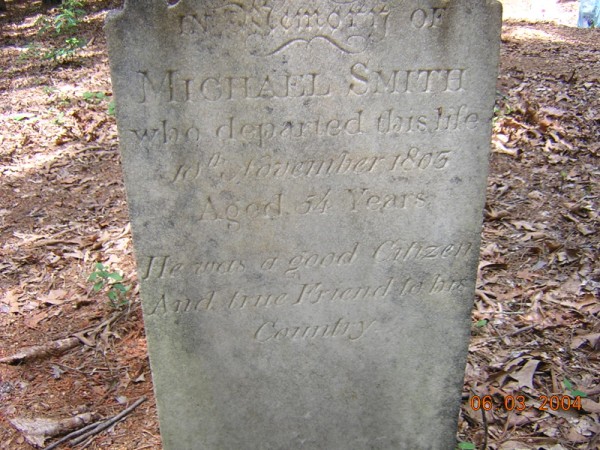 IN Memory OF
MICHAEL SMITH
who departed this life
10th November 1805
Aged 54 Years
He was a good Citizen
And true Friend to his
Country
06.03.2004